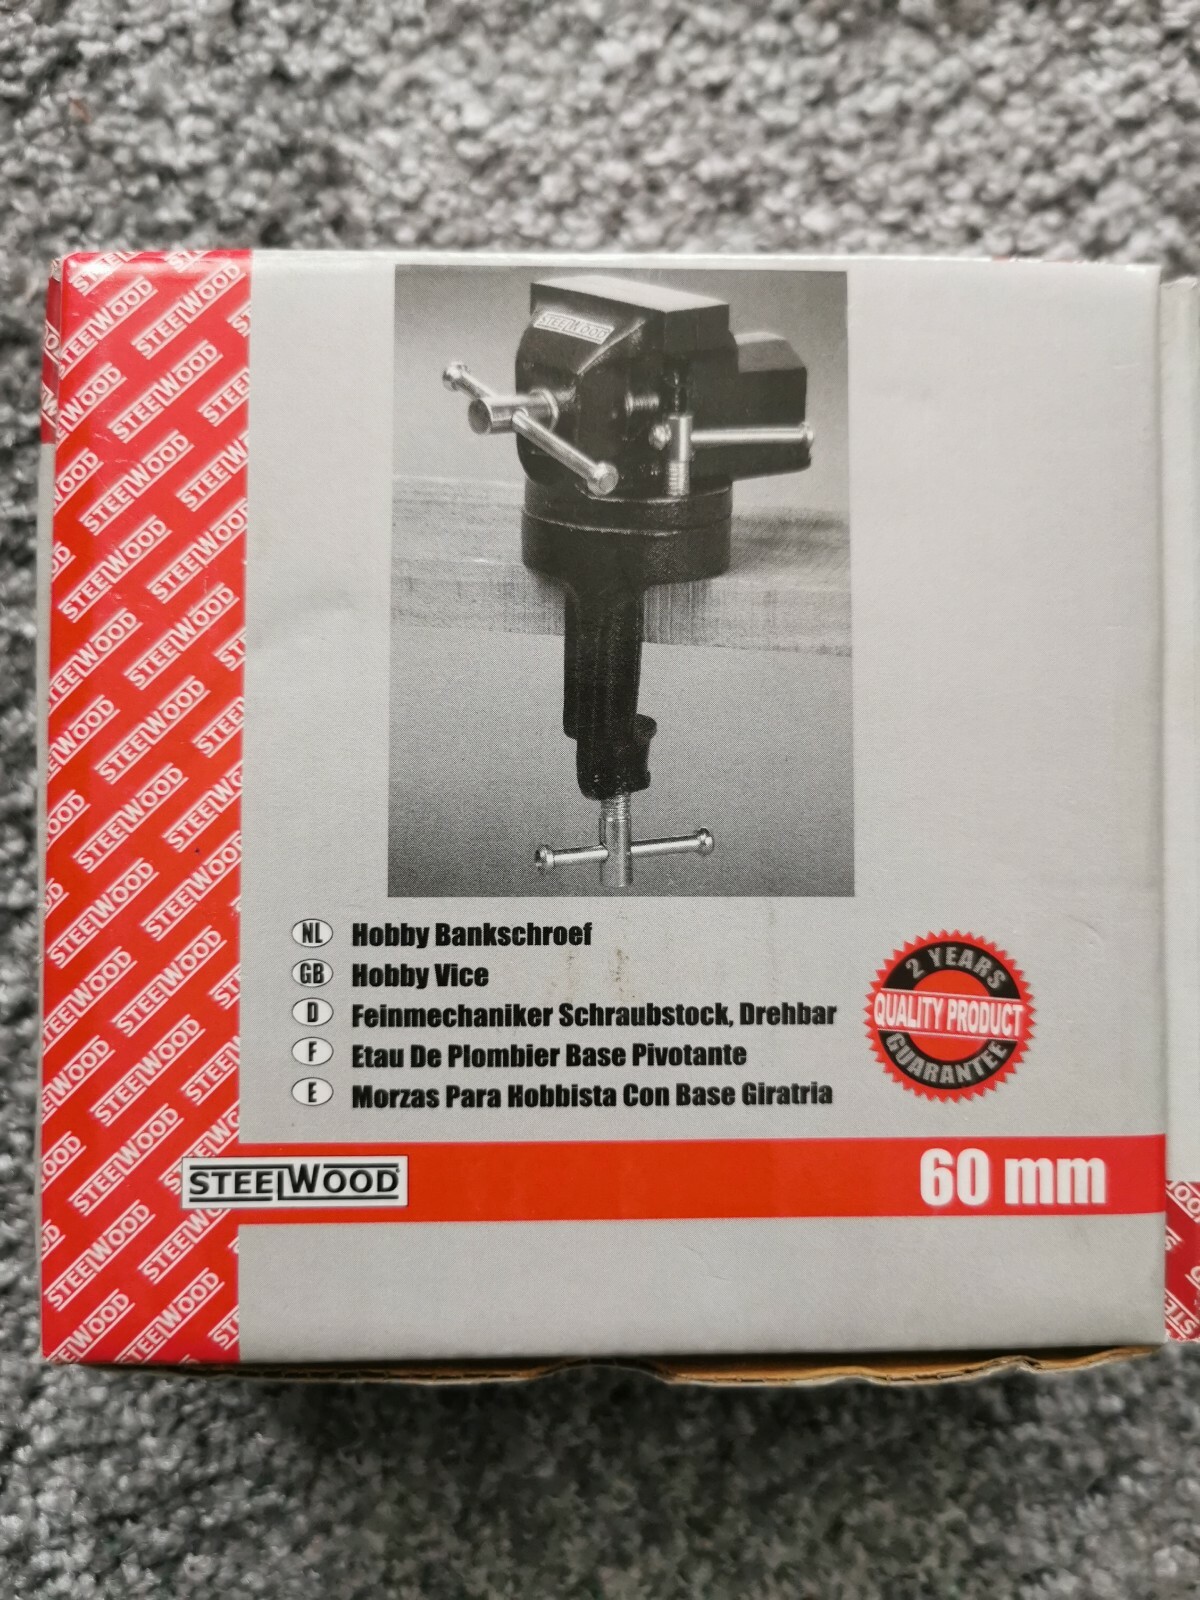 STEELWOOD
NL Hobby Bankschroef
GB Hobby Vice
D Feinmechaniker Schraubstock, Drehbar
F Etau De Plombier Base Pivotante
E Morzas Para Hobbista Con Base Giratria
2 YEARS
QUALITY PRODUCT
GUARANTEE
STEELWOOD
60 mm